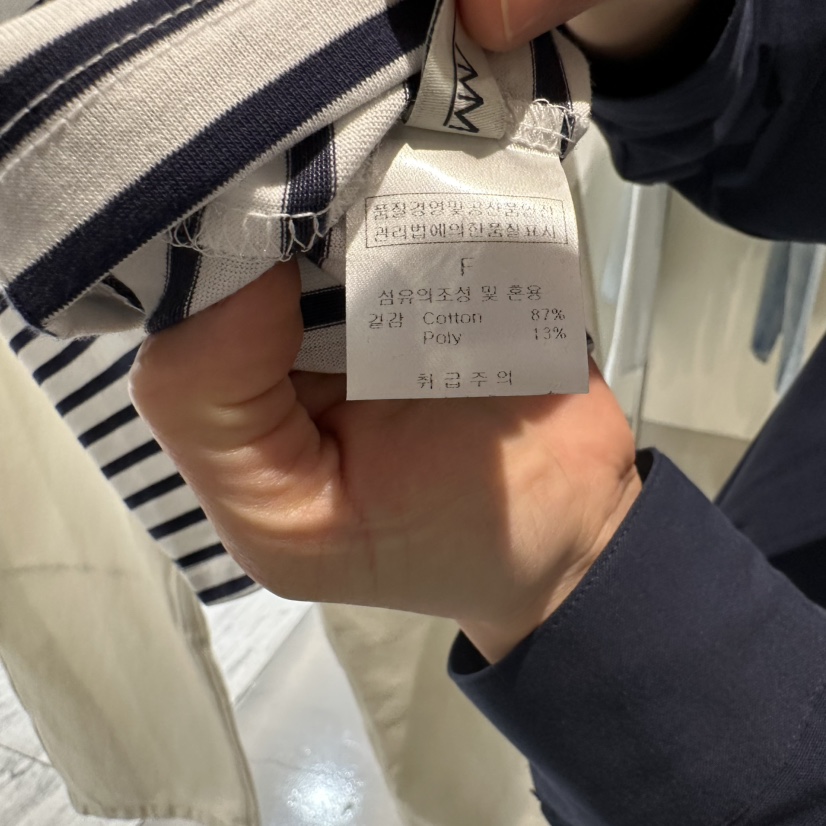 품질경영및공산품안전
관리법에의한품실표시
F
섬유의조성 및 혼용
겉감 Cotton 87%
Poly 13%
취급주의